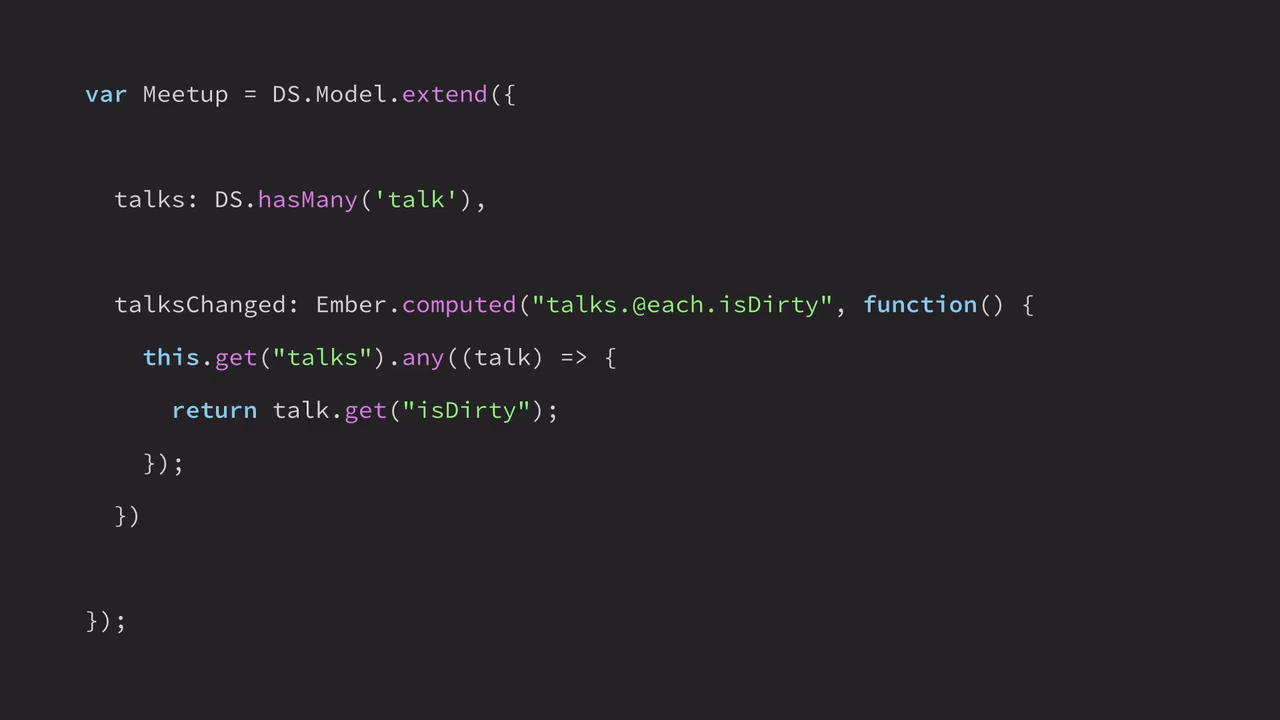 var Meetup = DS.Model.extend({
  talks: DS.hasMany('talk'),
  talksChanged: Ember.computed("talks.@each.isDirty", function() {
    this.get("talks").any((talk) => {
      return talk.get("isDirty");
    });
  })
});